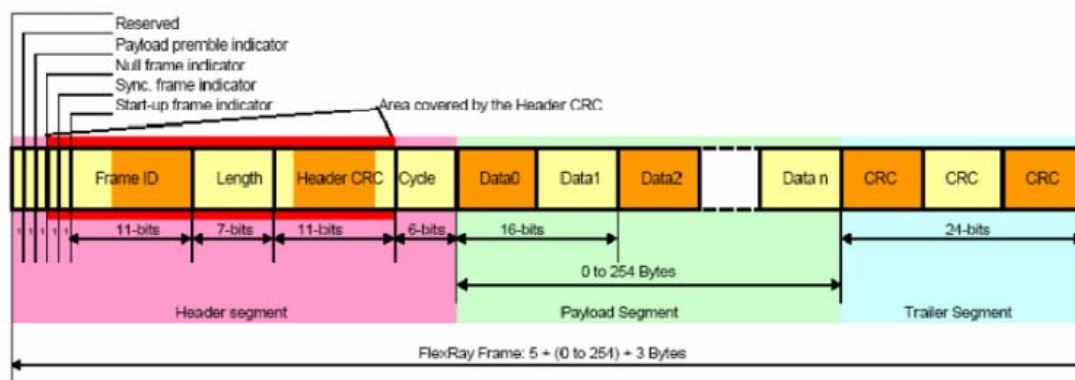 Reserved
Payload premble indicator
Null frame indicator
Sync. frame indicator
Start-up frame indicator
Area covered by the Header CRC
Frame ID Length Header CRC Cycle Data0 Data1 Data2 Data n CRC CRC CRC
1 1 1 1 1 11-bits 7-bits 11-bits 6-bits 16-bits 24-bits
0 to 254 Bytes
Header segment Payload Segment Trailer Segment
FlexRay Frame: 5 + (0 to 254) + 3 Bytes